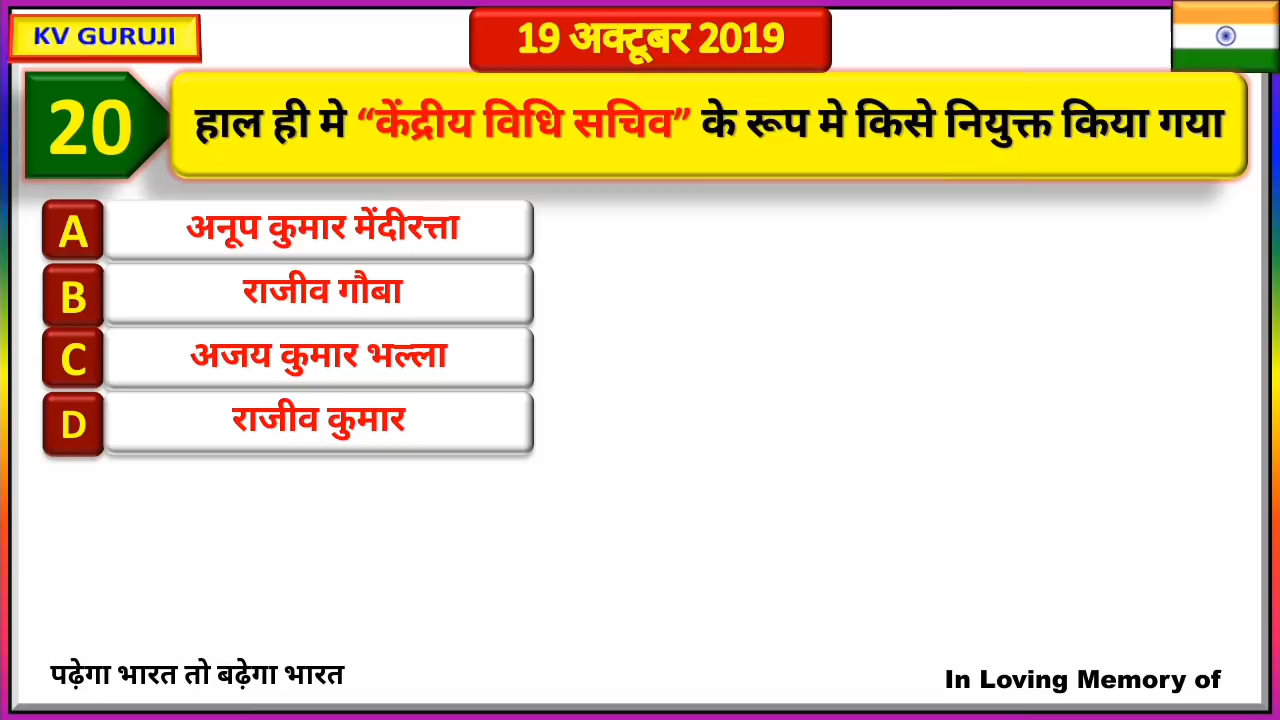 KV GURUJI
19 अक्टूबर 2019
20
हाल ही मे “केंद्रीय विधि सचिव” के रूप मे किसे नियुक्त किया गया
A अनूप कुमार मेंदीरत्ता
B राजीव गौबा
C अजय कुमार भल्ला
D राजीव कुमार
पढ़ेगा भारत तो बढ़ेगा भारत
In Loving Memory of